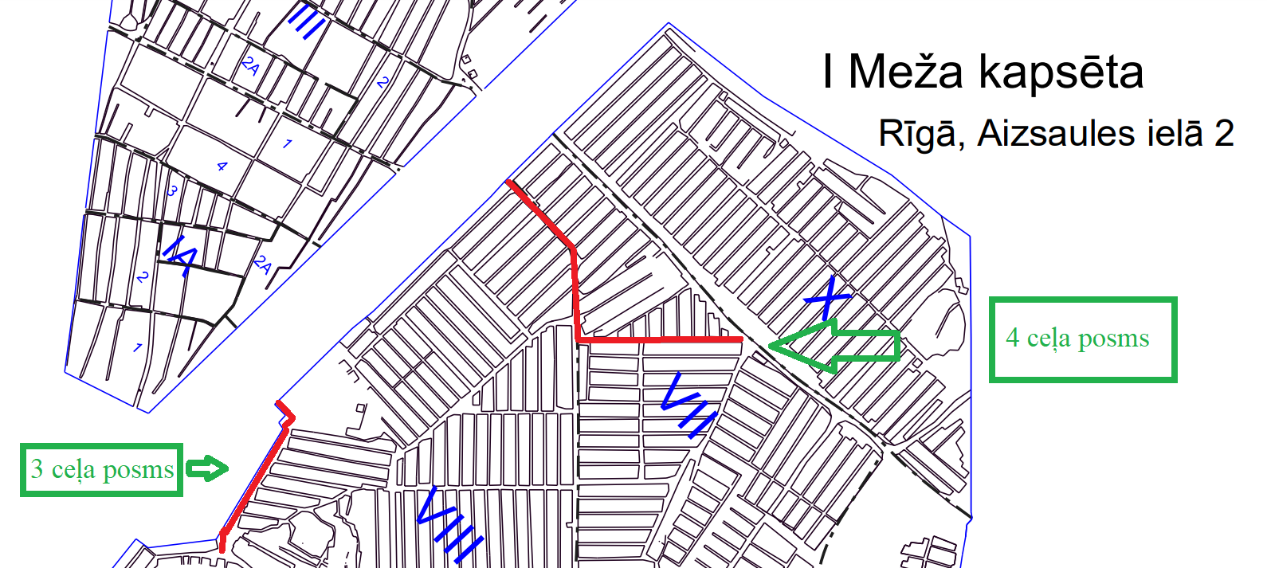 I Meža kapsēta
Rīgā, Aizsaules ielā 2
III
2A
2
1
4
3
IA
2A
2
1
X
4 ceļa posms
VII
3 ceļa posms
VIII